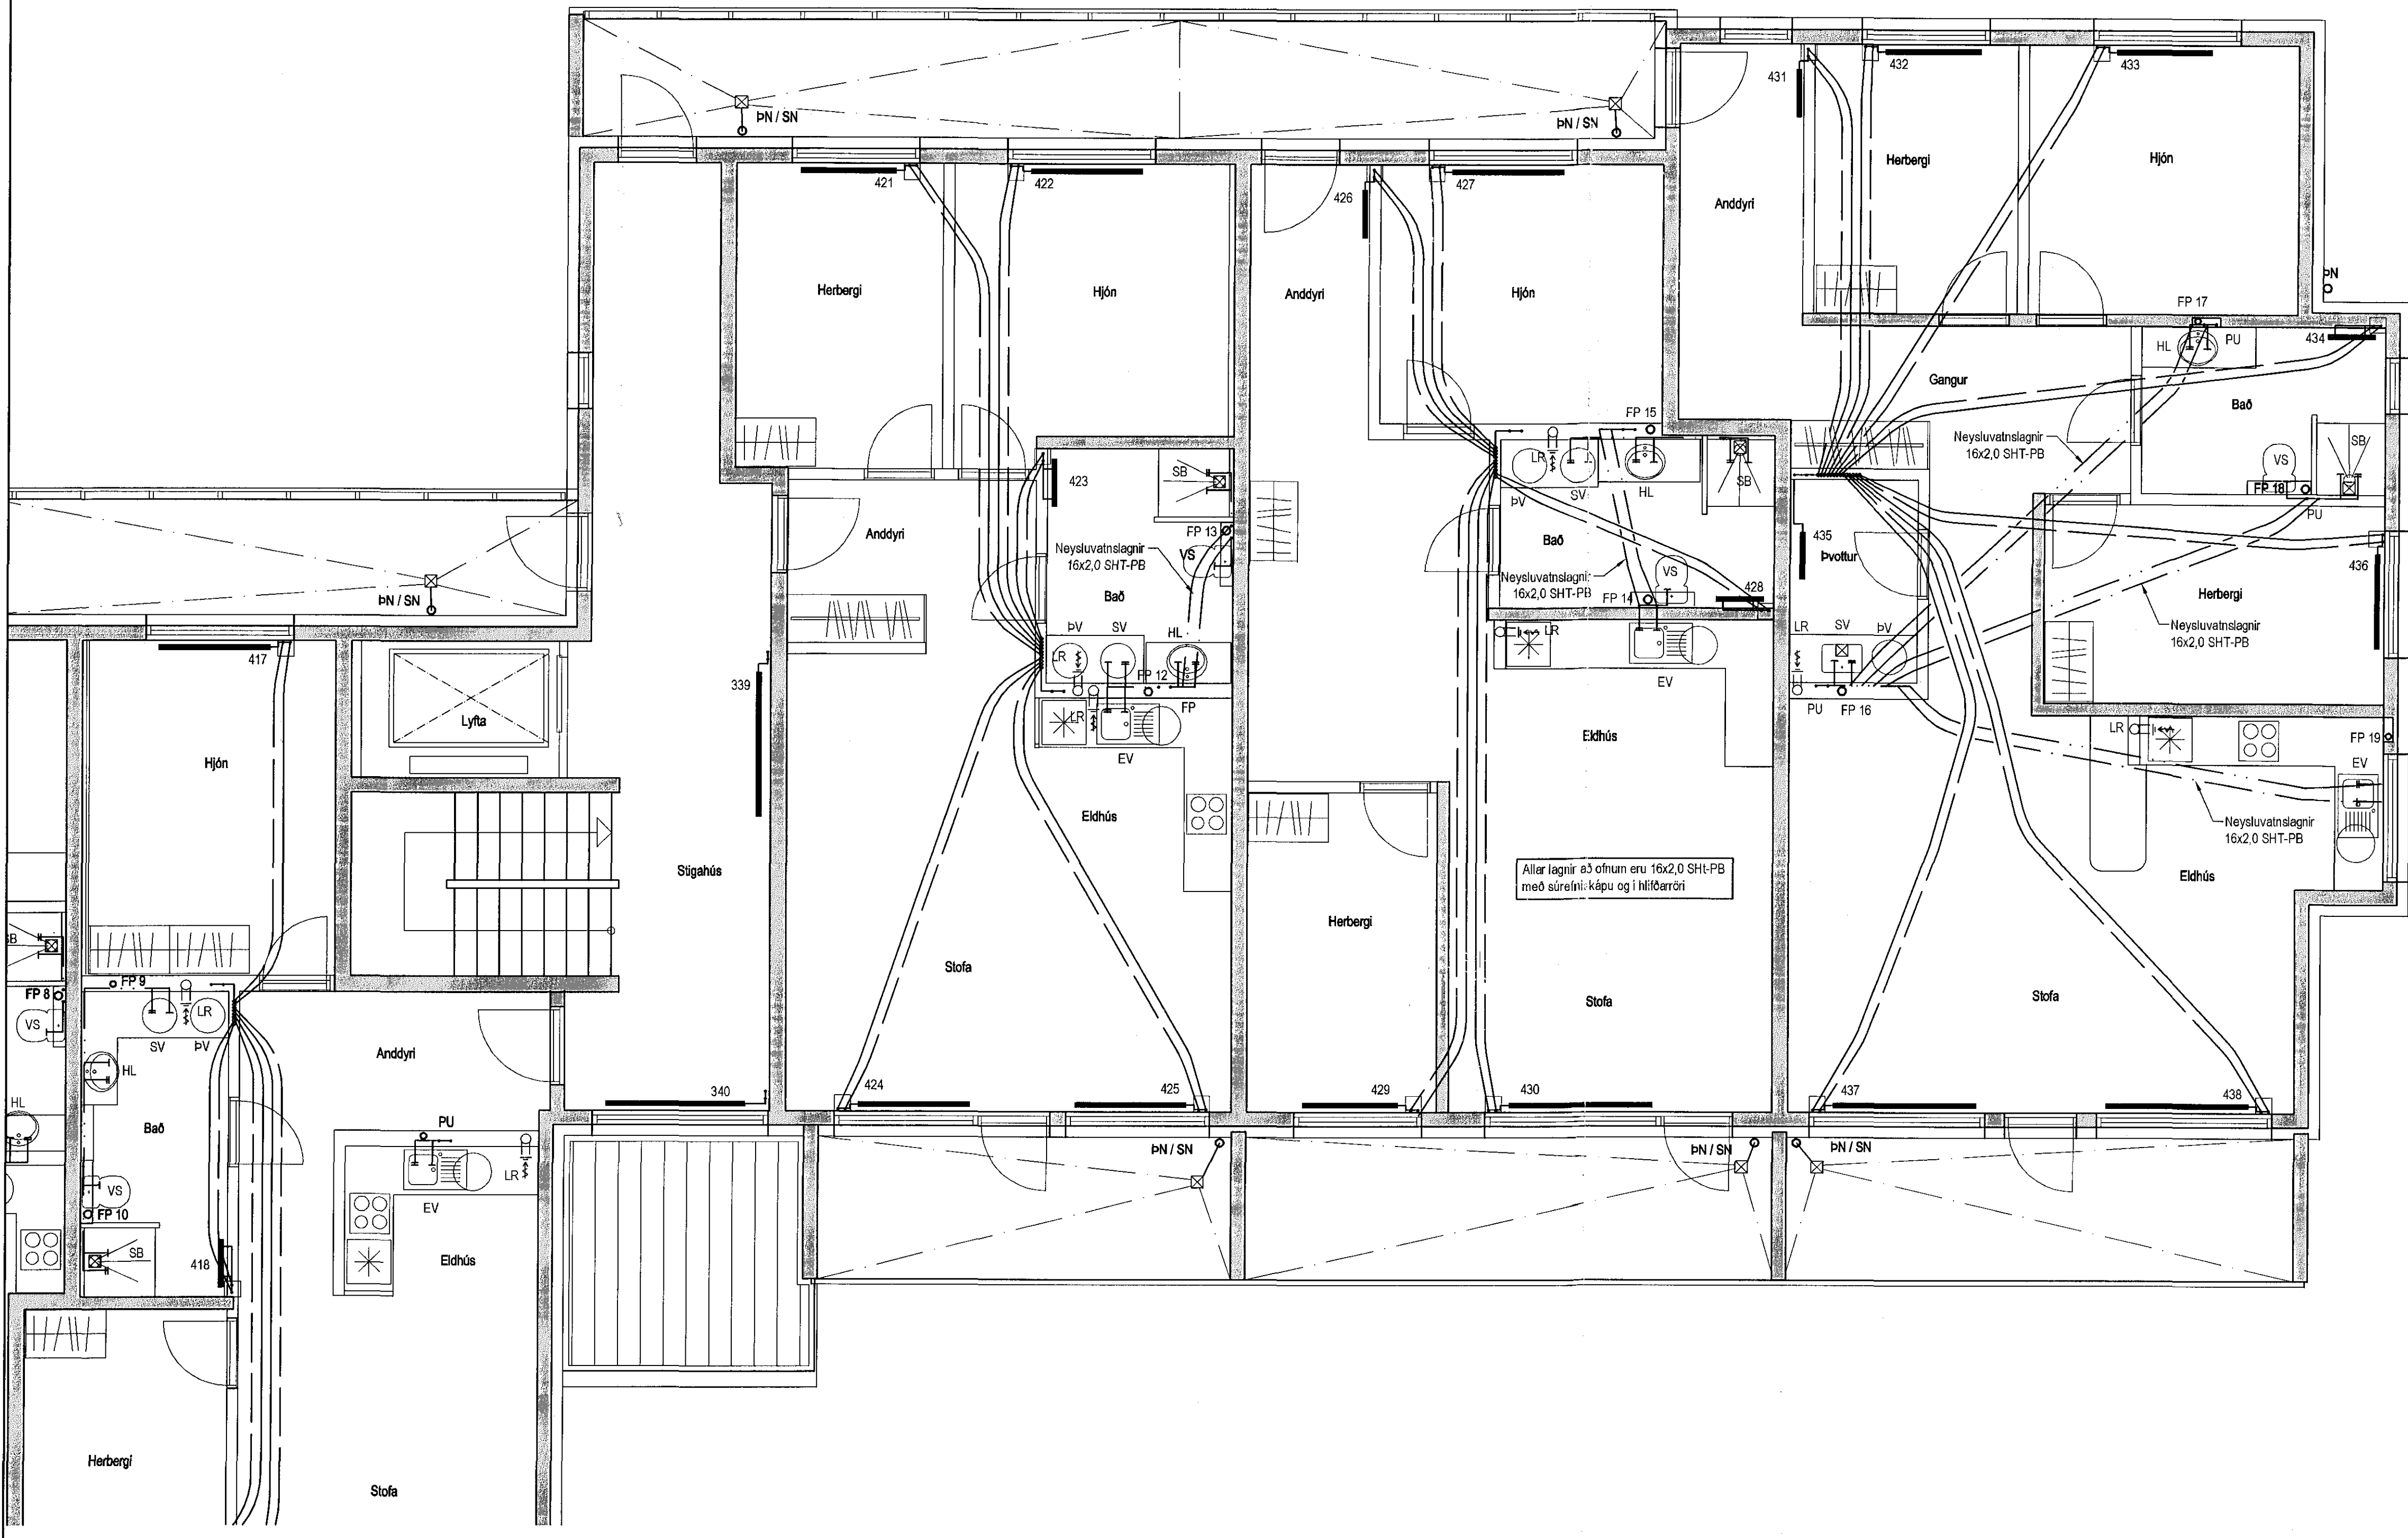 ÞN / SN
ÞN / SN
431
432
433
421
422
426
427
Anddyri
Herbergi
Hjón
Herbergi
Hjón
Anddyri
Hjón
ÞN
FP 17
HL
PU
434
Gangur
Bað
FP 15
Neysluvatnslagnir
16x2,0 SHT-PB
VS
SB
FP 18
PU
423
SB
LR
SV
HL
SB
ÞV
Anddyri
FP 13
VS
Neysluvatnslagnir
16x2,0 SHT-PB
Bað
Bað
Neysluvatnslagnir
16x2,0 SHT-PB
VS
FP 14
428
435
Þvottur
436
Herbergi
Neysluvatnslagnir
16x2,0 SHT-PB
ÞN / SN
417
ÞV
SV
HL
LR
FP 12
FP
LR
EV
LR
EV
LR
SV
ÞV
PU
FP 16
339
Lyfta
Hjón
Stigahús
Eldhús
Eldhús
LR
FP 19
EV
Neysluvatnslagnir
16x2,0 SHT-PB
Eldhús
Allar lagnir að ofnum eru 16x2,0 SHt-PB
með súrefniskápu og í hlífðarröri
Herbergi
SB
Stofa
Stofa
Stofa
FP 8
FP 9
VS
LR
SV
ÞV
HL
HL
Anddyri
Bað
340
424
425
429
430
437
438
PU
LR
EV
VS
FP 10
SB
418
Eldhús
ÞN / SN
ÞN / SN
ÞN / SN
Herbergi
Stofa